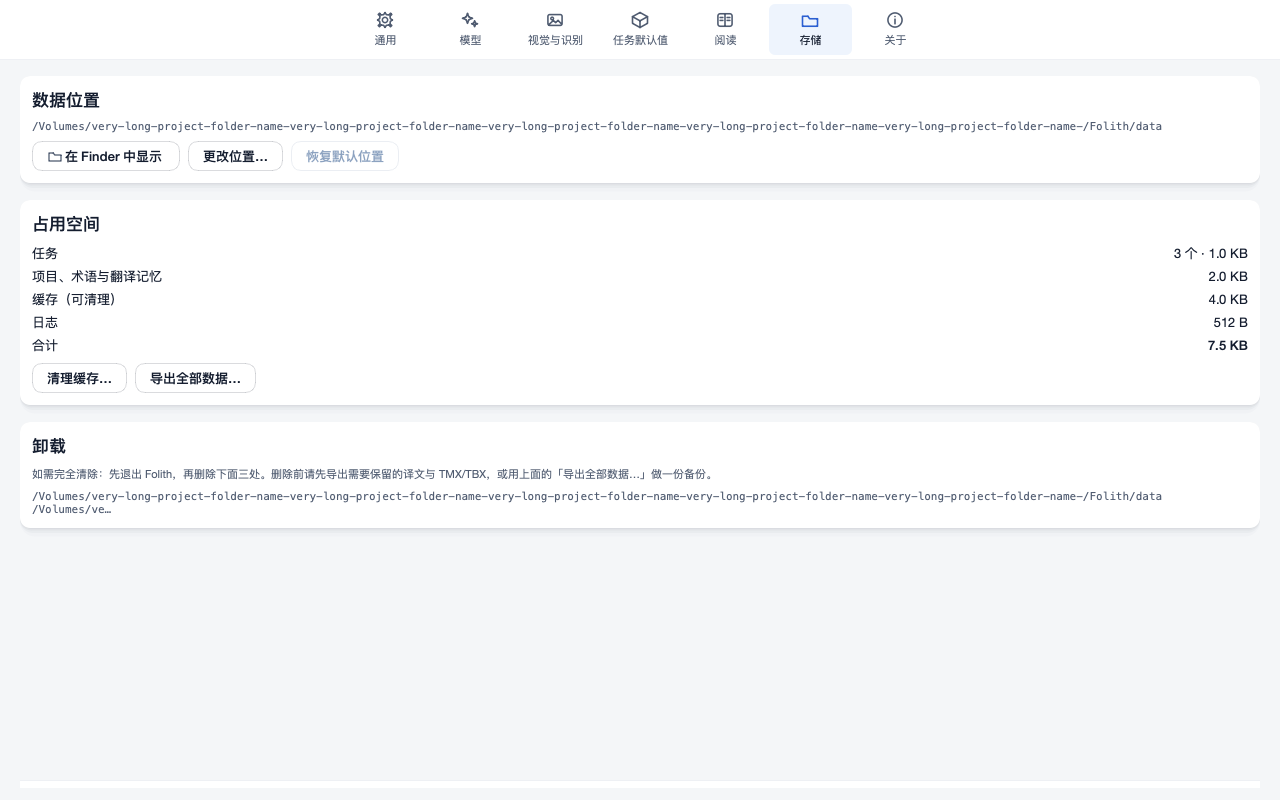 通用
模型
视觉与识别
任务默认值
阅读
存储
关于
数据位置
/Volumes/very-long-project-folder-name-very-long-project-folder-name-very-long-project-folder-name-very-long-project-folder-name-very-long-project-folder-name-/Folith/data
在 Finder 中显示
更改位置…
恢复默认位置
占用空间
任务 3 个 · 1.0 KB
项目、术语与翻译记忆 2.0 KB
缓存（可清理） 4.0 KB
日志 512 B
合计 7.5 KB
清理缓存…
导出全部数据…
卸载
如需完全清除：先退出 Folith，再删除下面三处。删除前请先导出需要保留的译文与 TMX/TBX，或用上面的「导出全部数据…」做一份备份。
/Volumes/very-long-project-folder-name-very-long-project-folder-name-very-long-project-folder-name-very-long-project-folder-name-very-long-project-folder-name-/Folith/data
/Volumes/ve…